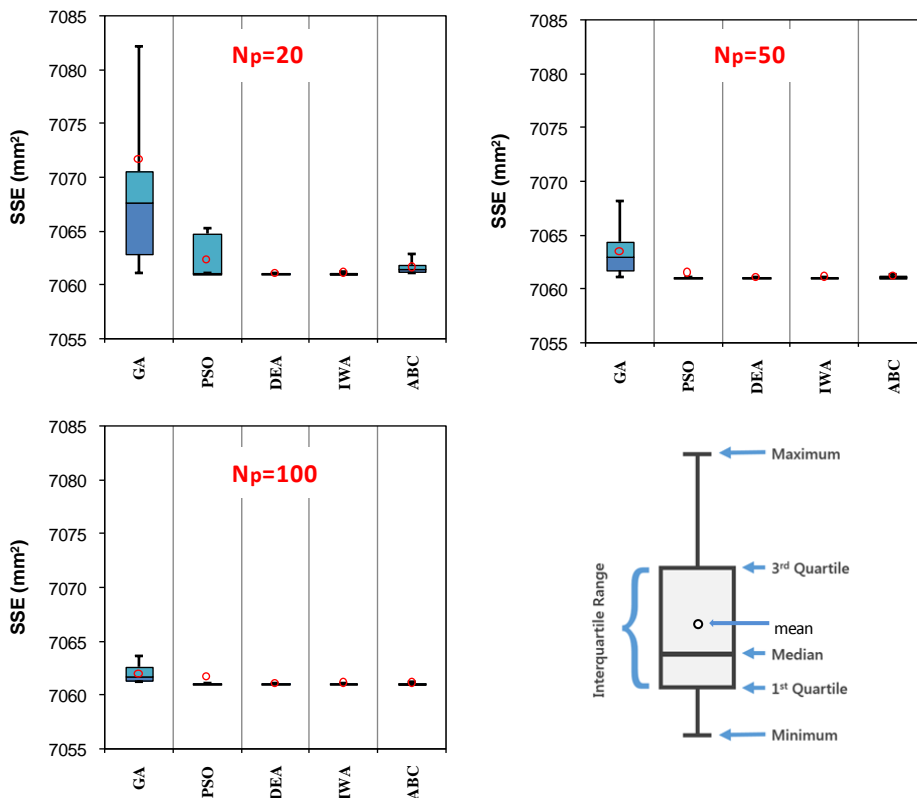 Np=20
SSE (mm²)
7085
7080
7075
7070
7065
7060
7055
GA
PSO
DEA
IWA
ABC
Np=50
SSE (mm²)
7085
7080
7075
7070
7065
7060
7055
GA
PSO
DEA
IWA
ABC
Np=100
SSE (mm²)
7085
7080
7075
7070
7065
7060
7055
GA
PSO
DEA
IWA
ABC
Interquartile Range
Maximum
3rd Quartile
mean
Median
1st Quartile
Minimum